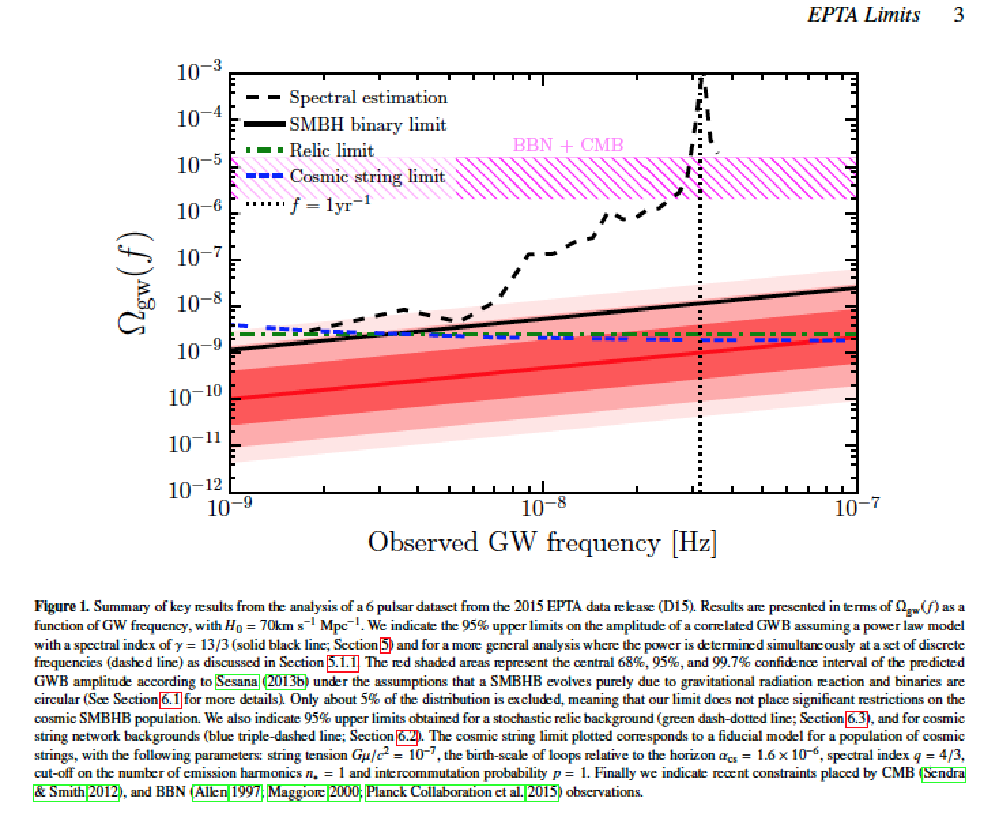 EPTA Limits 3
10−3
10−4
10−5
10−6
10−7
10−8
10−9
10−10
10−11
10−12
Ωgw(f)
Spectral estimation
SMBH binary limit
Relic limit
Cosmic string limit
f = 1yr−1
BBN + CMB
10−9 10−8 10−7
Observed GW frequency [Hz]
Figure 1. Summary of key results from the analysis of a 6 pulsar dataset from the 2015 EPTA data release (D15). Results are presented in terms of Ωgw(f) as a
function of GW frequency, with H0 = 70km s−1 Mpc−1. We indicate the 95% upper limits on the amplitude of a correlated GWB assuming a power law model
with a spectral index of γ = 13/3 (solid black line; Section 5) and for a more general analysis where the power is determined simultaneously at a set of discrete
frequencies (dashed line) as discussed in Section 5.1.1. The red shaded areas represent the central 68%, 95%, and 99.7% confidence interval of the predicted
GWB amplitude according to Sesana (2013b) under the assumptions that a SMBHB evolves purely due to gravitational radiation reaction and binaries are
circular (See Section 6.1 for more details). Only about 5% of the distribution is excluded, meaning that our limit does not place significant restrictions on the
cosmic SMBHB population. We also indicate 95% upper limits obtained for a stochastic relic background (green dash-dotted line; Section 6.3), and for cosmic
string network backgrounds (blue triple-dashed line; Section 6.2). The cosmic string limit plotted corresponds to a fiducial model for a population of cosmic
strings, with the following parameters: string tension Gμ/c2 = 10−7, the birth-scale of loops relative to the horizon αcs = 1.6 × 10−6, spectral index q = 4/3,
cut-off on the number of emission harmonics n* = 1 and intercommutation probability p = 1. Finally we indicate recent constraints placed by CMB (Sendra
& Smith 2012), and BBN (Allen 1997; Maggiore 2000; Planck Collaboration et al. 2015) observations.